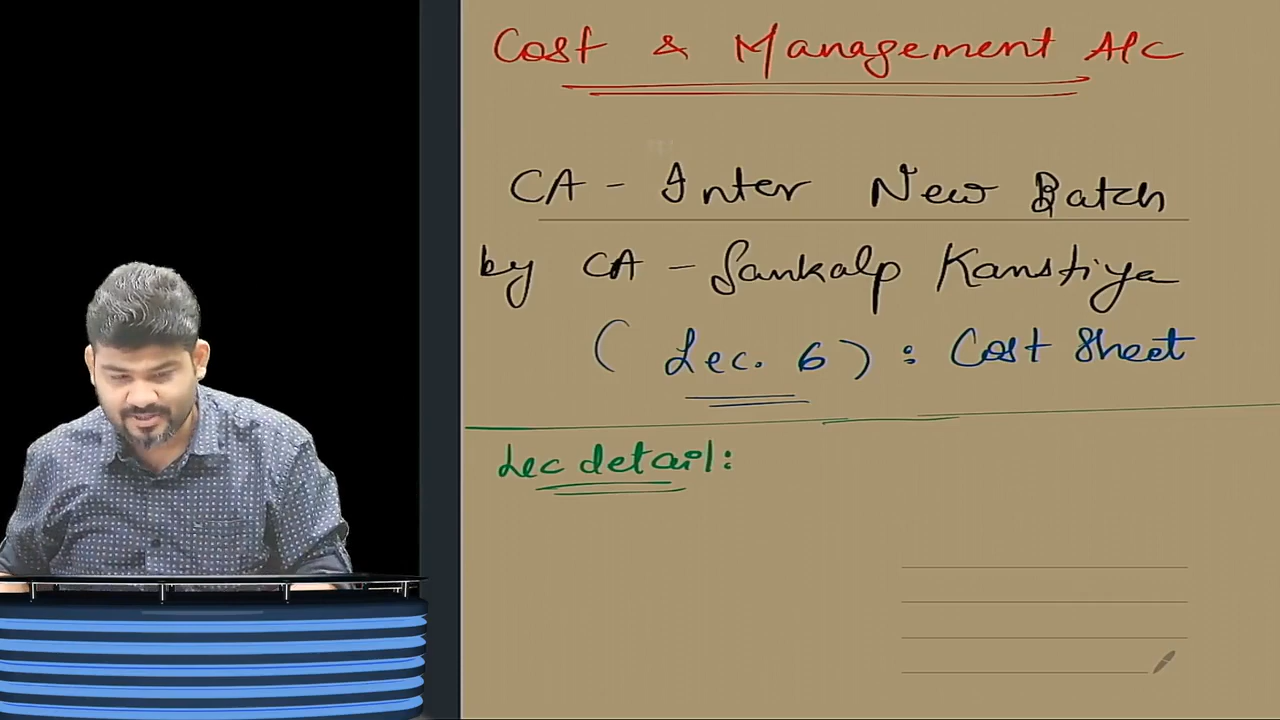 Cost & Management A/c
CA - Inter New Batch
by CA - Sankalp Kanstiya
( Lec. 6 ) : Cost Sheet
Lec detail: